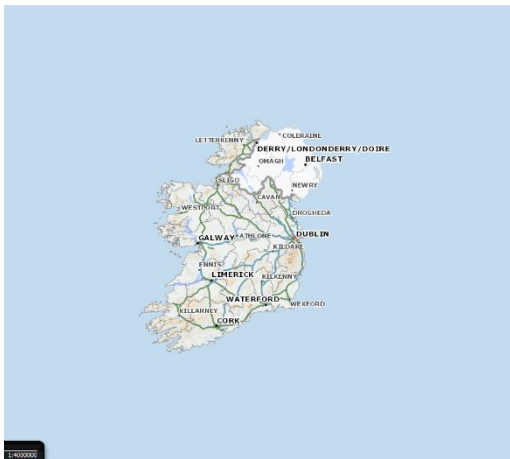 COLERAINE
LETTERKENNY
DERRY/LONDONDERRY/DOIRE
OMAGH
BELFAST
SLIGO
NEWRY
CAVAN
WESTPORT
DROGHEDA
GALWAY
ATHLONE
DUBLIN
KILDARE
ENNIS
LIMERICK
KILKENNY
WATERFORD
WEXFORD
KILLARNEY
CORK
1:4000000